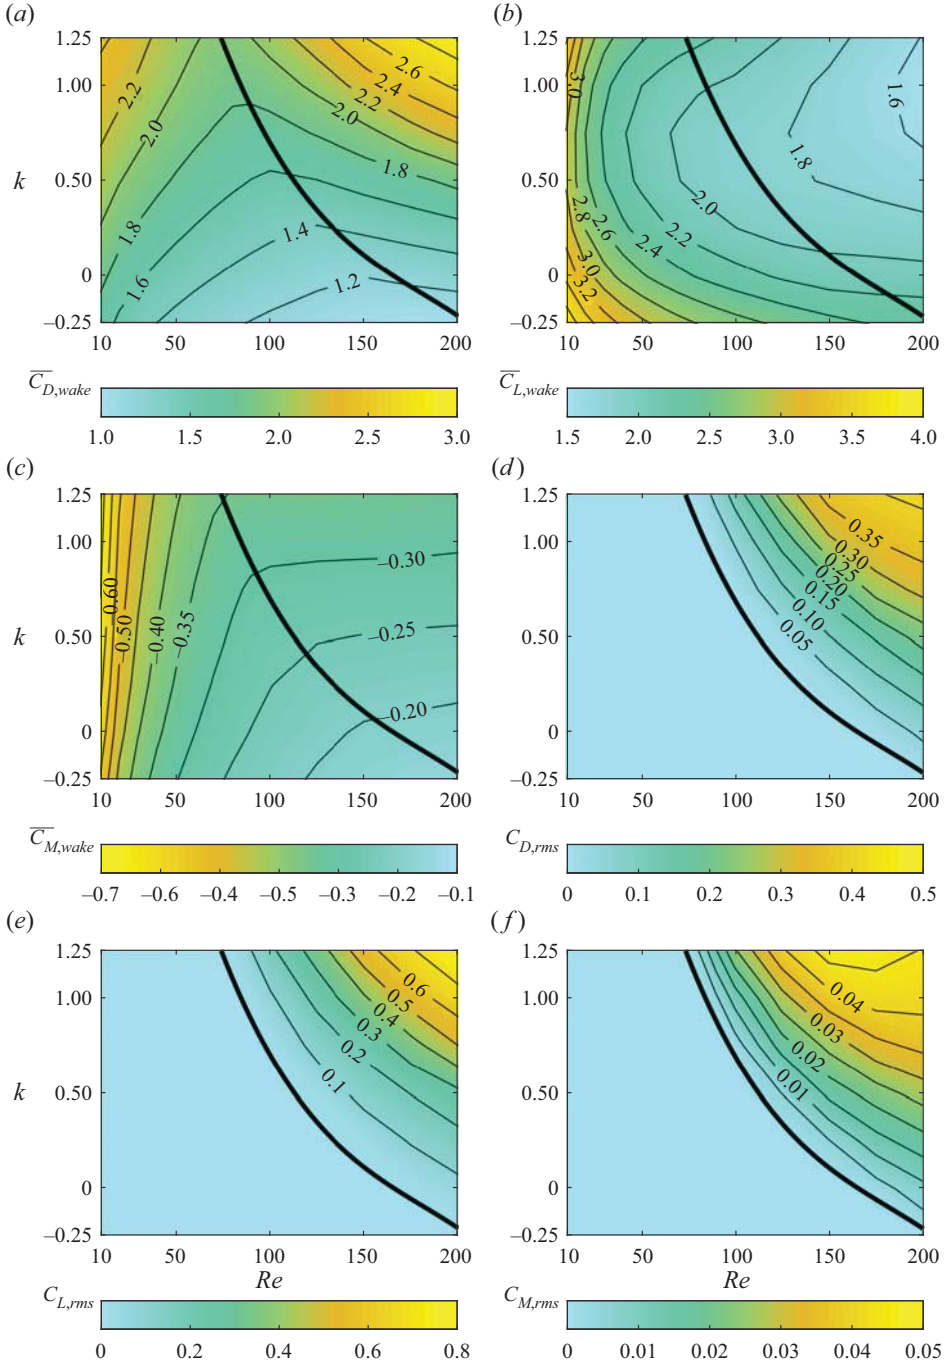 (a)
(b)
1.25
1.00
k
0.50
0
–0.25
2.2
2.0
1.8
1.6
1.4
1.2
1.8
2.0
2.2
2.4
2.6
10 50 100 150 200
1.25
1.00
0.50
0
–0.25
3.0
2.8
2.6
2.4
2.2
2.0
1.8
1.6
3.0
3.2
10 50 100 150 200
C̅D,wake
1.0 1.5 2.0 2.5 3.0
C̅L,wake
1.5 2.0 2.5 3.0 3.5 4.0
(c)
(d)
1.25
1.00
k
0.50
0
–0.25
–0.60
–0.50
–0.40
–0.35
–0.30
–0.25
–0.20
10 50 100 150 200
1.25
1.00
0.50
0
–0.25
0.35
0.30
0.25
0.20
0.15
0.10
0.05
10 50 100 150 200
C̅M,wake
–0.7 –0.6 –0.4 –0.5 –0.3 –0.2 –0.1
CD,rms
0 0.1 0.2 0.3 0.4 0.5
(e)
(f)
1.25
1.00
k
0.50
0
–0.25
0.6
0.5
0.4
0.3
0.2
0.1
10 50 100 150 200
Re
1.25
1.00
0.50
0
–0.25
0.04
0.03
0.02
0.01
10 50 100 150 200
Re
CL,rms
0 0.2 0.4 0.6 0.8
CM,rms
0 0.02 0.03 0.03 0.04 0.05